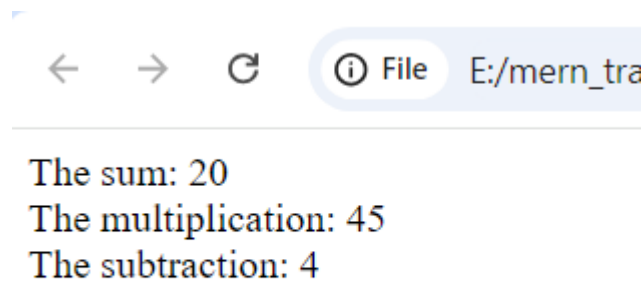 File E:/mern_tra
The sum: 20
The multiplication: 45
The subtraction: 4